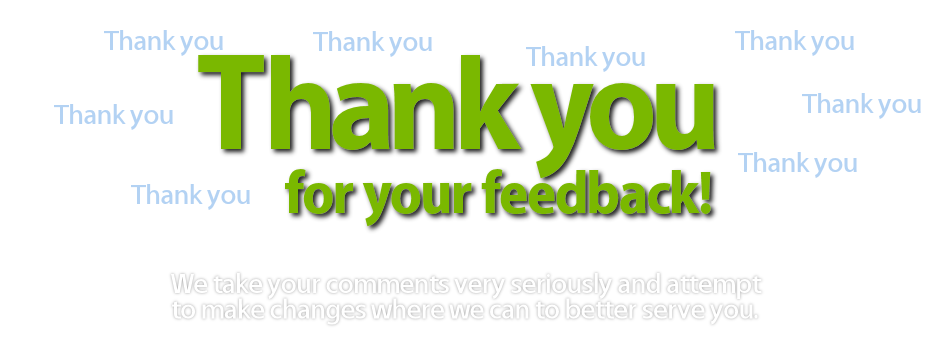 Thank you
Thank you
Thank you
Thank you
Thank you
Thank you
Thank you
Thank you
Thank you
for your feedback!
We take your comments very seriously and attempt
to make changes where we can to better serve you.